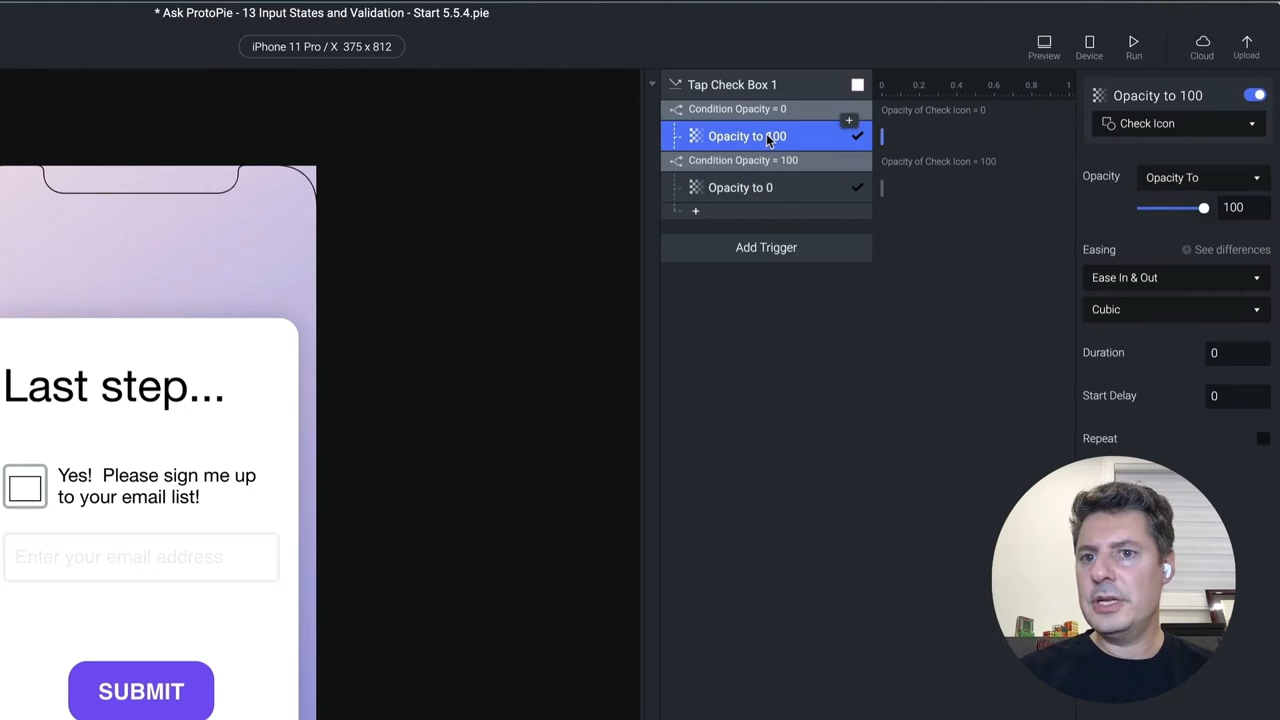 * Ask ProtoPie - 13 Input States and Validation - Start 5.5.4.pie
iPhone 11 Pro / X 375 x 812
Preview
Device
Run
Cloud
Upload
Tap Check Box 1
0 0.2 0.4 0.6 0.8 1
Condition Opacity = 0
Opacity of Check Icon = 0
+
Opacity to 100
Condition Opacity = 100
Opacity of Check Icon = 100
Opacity to 0
+
Add Trigger
Opacity to 100
Check Icon
Opacity
Opacity To
100
Easing
See differences
Ease In & Out
Cubic
Duration
0
Start Delay
0
Repeat
Last step...
Yes! Please sign me up
to your email list!
Enter your email address
SUBMIT